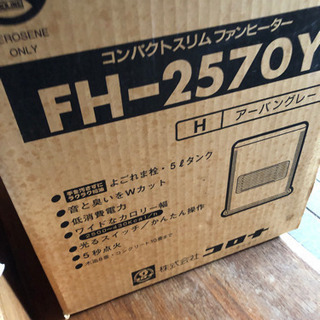 KEROSENE
ONLY
コンパクトスリム ファンヒーター
FH-2570Y
H アーバングレー
よごれま栓・5ℓタンク
音と臭いをWカット
低消費電力
ワイドなカロリー幅
光るスイッチ/かんたん操作
5秒点火
株式会社 コロナ